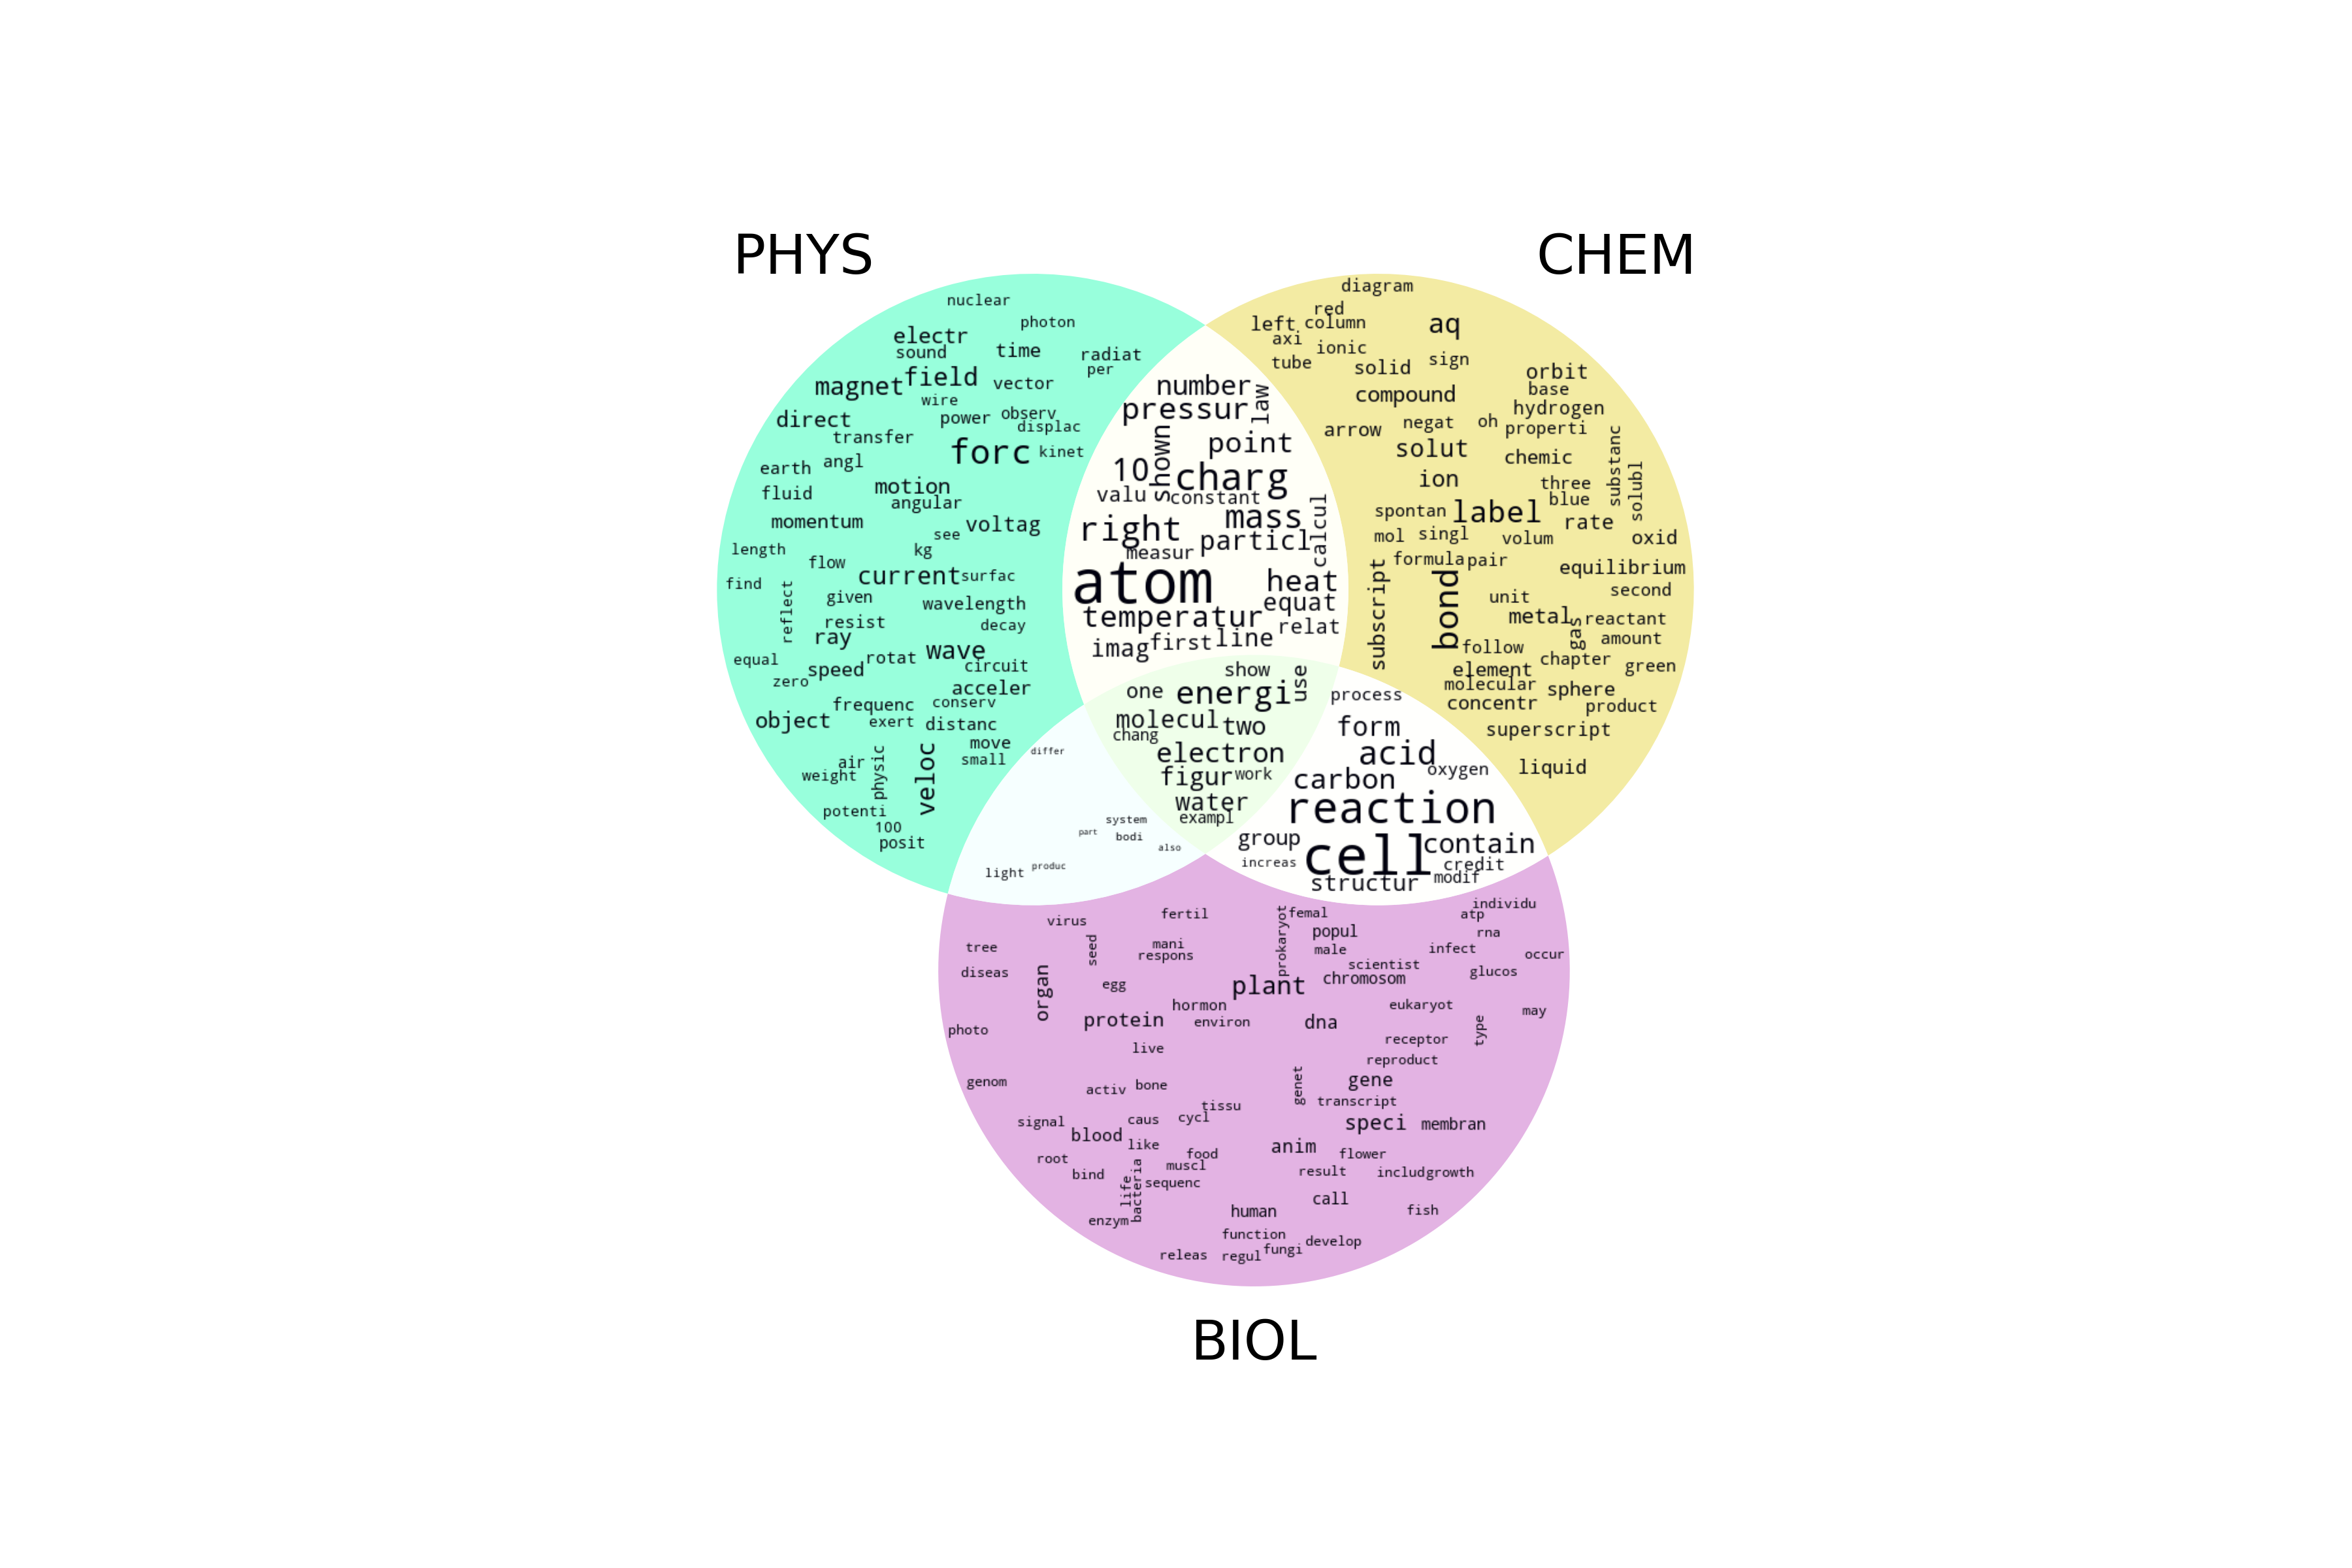 PHYS
CHEM
nuclear
photon
electr
sound
time
radiat
per
magnet
field
vector
wire
direct
power
observ
displac
transfer
forc
kinet
earth
angl
fluid
motion
angular
momentum
voltag
see
length
kg
flow
current
surfac
find
reflect
given
wavelength
resist
decay
ray
equal
rotat
wave
speed
circuit
zero
acceler
frequenc
conserv
object
exert
distanc
move
air
physic
veloc
small
weight
potenti
100
posit
number
law
pressur
shown
point
10
charg
valu
constant
calcul
right
mass
measur
particl
atom
heat
temperatur
equat
imag
first
line
relat
diagram
red
left
column
aq
axi
ionic
tube
solid
sign
orbit
compound
base
hydrogen
arrow
negat
oh
properti
solut
chemic
substanc
solubl
ion
three
blue
spontan
label
rate
mol
singl
volum
oxid
formula
pair
subscript
bond
equilibrium
unit
second
metal
reactant
gas
amount
follow
chapter
element
green
molecular
sphere
concentr
product
superscript
liquid
show
use
one
energi
molecul
two
chang
electron
figur
work
water
exampl
process
form
acid
carbon
oxygen
reaction
group
cell
contain
increas
credit
structur
modif
differ
system
part
bodi
also
light
produc
virus
fertil
prokaryot
femal
individu
atp
popul
rna
tree
seed
mani
respons
male
infect
occur
diseas
organ
scientist
glucos
egg
plant
chromosom
hormon
eukaryot
may
protein
environ
dna
type
photo
live
receptor
reproduct
genom
activ
bone
genet
gene
tissu
transcript
signal
caus
cycl
speci
membran
blood
like
anim
flower
root
food
bind
muscl
result
includ
growth
life
bacteria
sequenc
call
enzym
human
fish
function
develop
releas
regul
fungi
BIOL